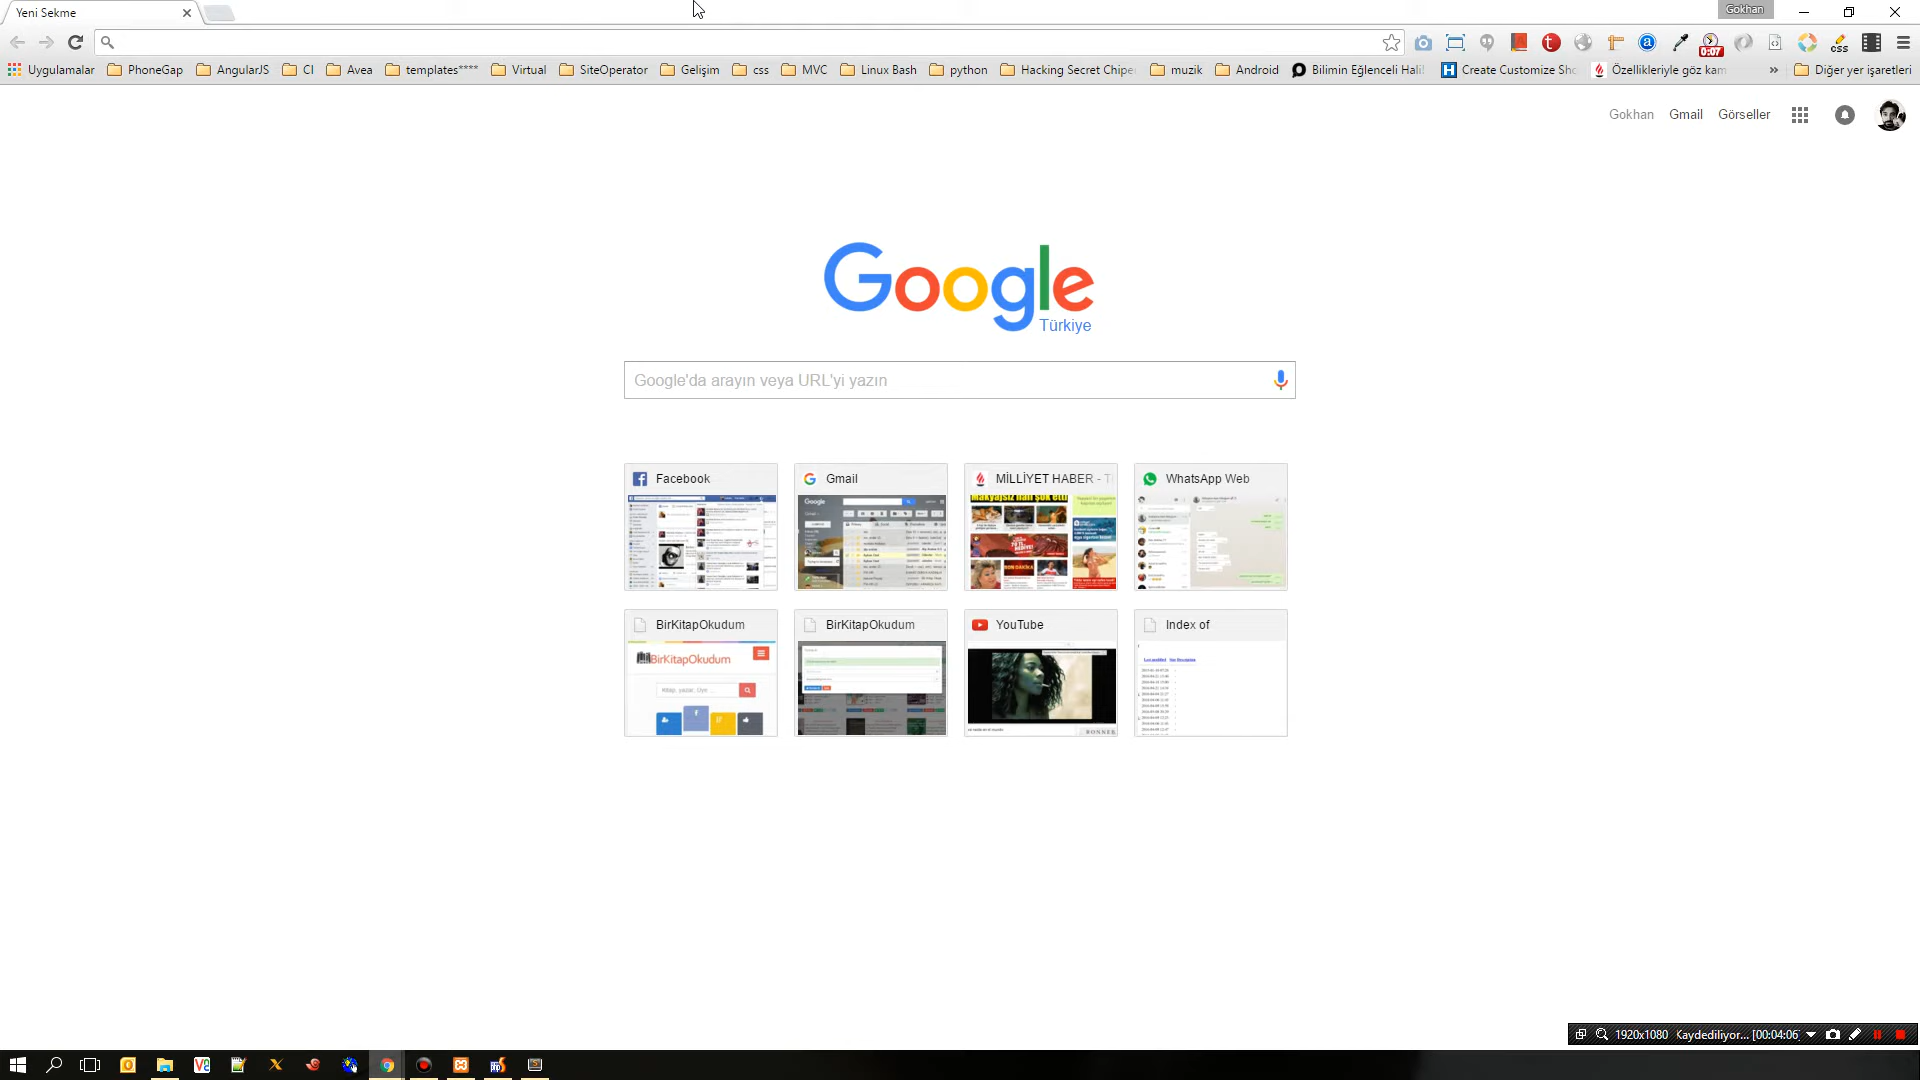 Yeni Sekme
Gokhan
Uygulamalar PhoneGap AngularJS CI Avea templates**** Virtual SiteOperator Gelişim css MVC Linux Bash python Hacking Secret Chipe muzik Android Bilimin Eğlenceli Hali! Create Customize Sho Özellikleriyle göz kam » Diğer yer işaretleri
0:07
css
Gokhan Gmail Görseller
Google
Türkiye
Google'da arayın veya URL'yi yazın
Facebook Gmail MİLLİYET HABER - T WhatsApp Web
BirKitapOkudum BirKitapOkudum YouTube Index of
BirKitapOkudum
1920x1080 Kaydediliyor... [00:04:06]